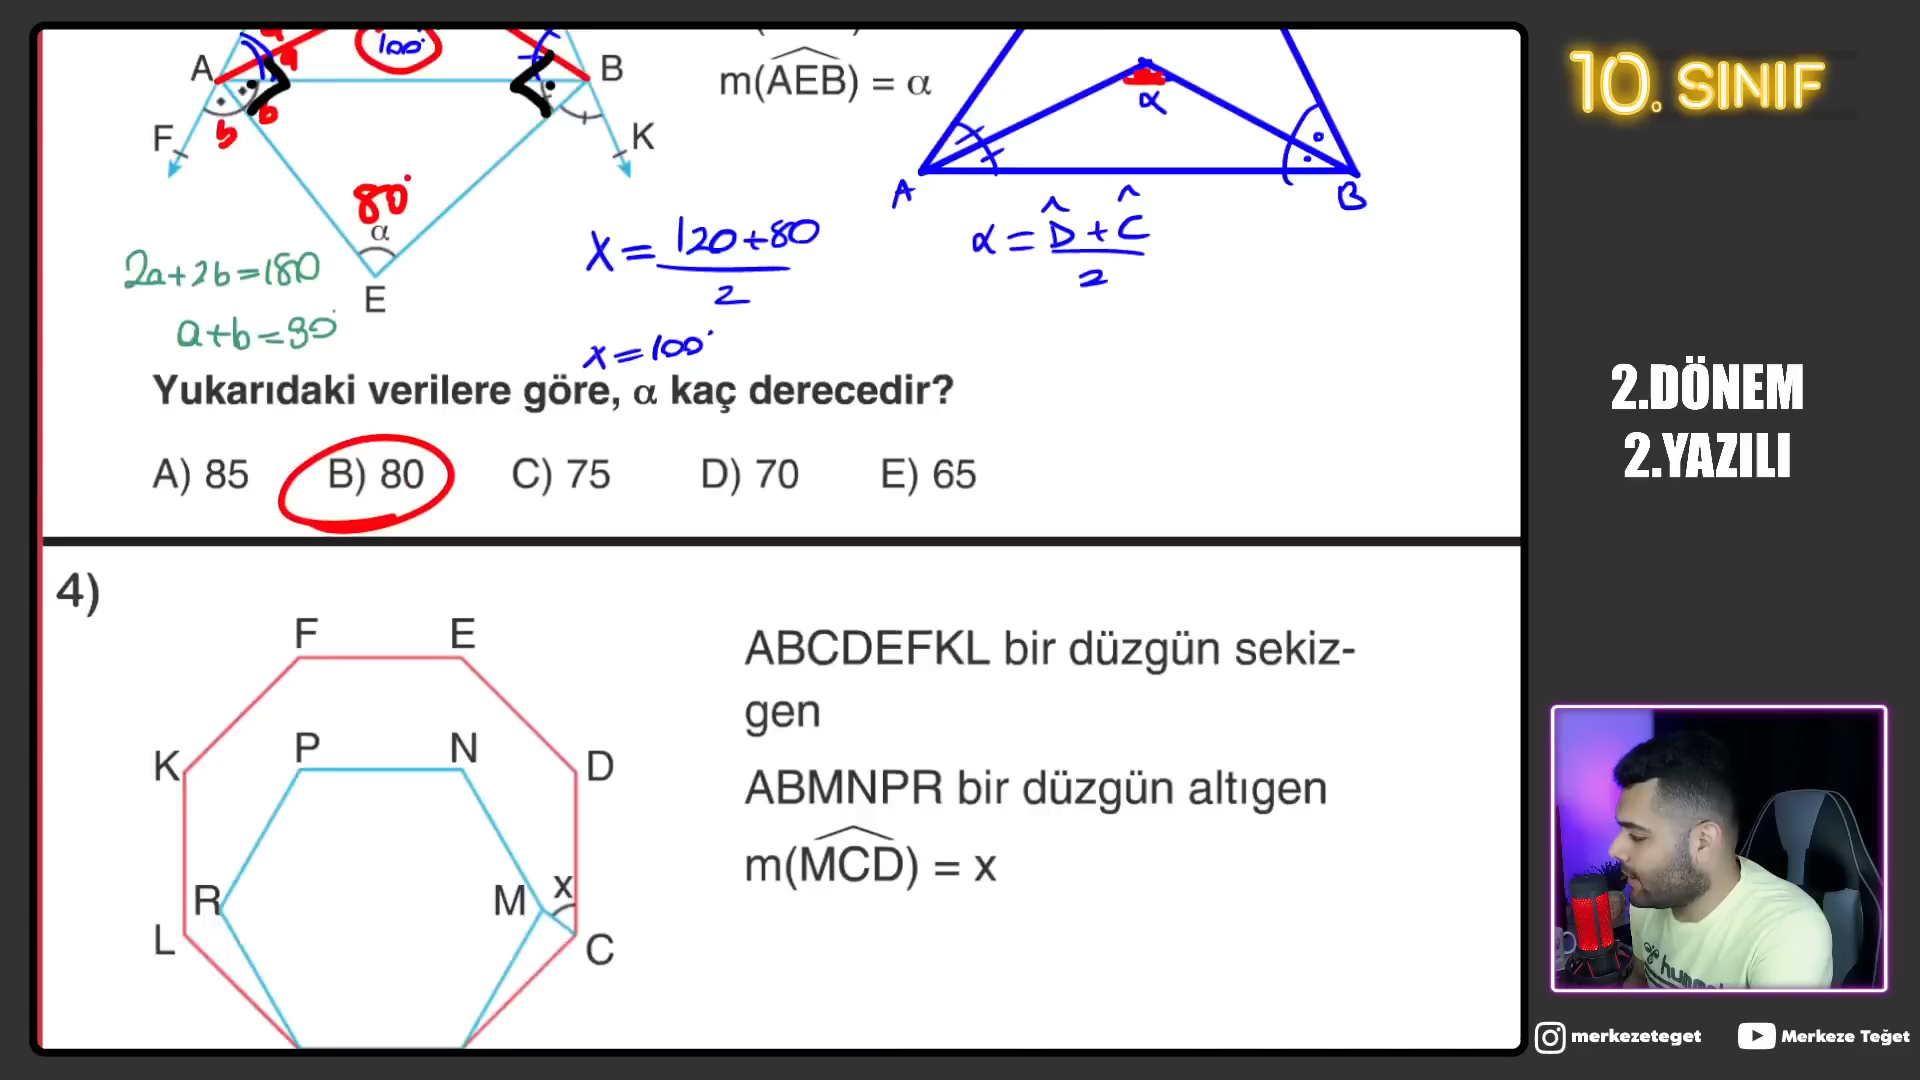 100°
A
B
a
m(AEB) = α
α
b
b
F
K
80°
α
A
B
X = 120+80 / 2
α = D + C / 2
2a+2b=180
E
a+b=90°
x=100°
Yukarıdaki verilere göre, α kaç derecedir?
A) 85 B) 80 C) 75 D) 70 E) 65
4)
F E
ABCDEFKL bir düzgün sekiz-
gen
P N
K D
ABMNPR bir düzgün altıgen
m(MCD) = x
R M x
L C
10. SINIF
2.DÖNEM
2.YAZILI
merkezeteget
Merkeze Teğet